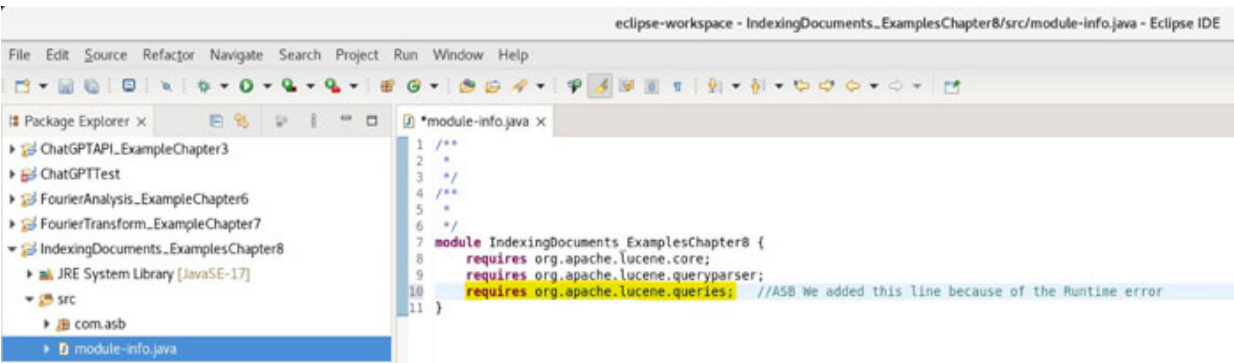 eclipse-workspace - IndexingDocuments_ExamplesChapter8/src/module-info.java - Eclipse IDE
File Edit Source Refactor Navigate Search Project Run Window Help
Package Explorer ×
*module-info.java ×
ChatGPTAPI_ExampleChapter3
ChatGPTTest
FourierAnalysis_ExampleChapter6
FourierTransform_ExampleChapter7
IndexingDocuments_ExamplesChapter8
JRE System Library [JavaSE-17]
src
com.asb
module-info.java
1 /**
2 *
3 */
4 /**
5 *
6 */
7 module IndexingDocuments_ExamplesChapter8 {
8 requires org.apache.lucene.core;
9 requires org.apache.lucene.queryparser;
10 requires org.apache.lucene.queries; //ASB We added this line because of the Runtime error
11 }